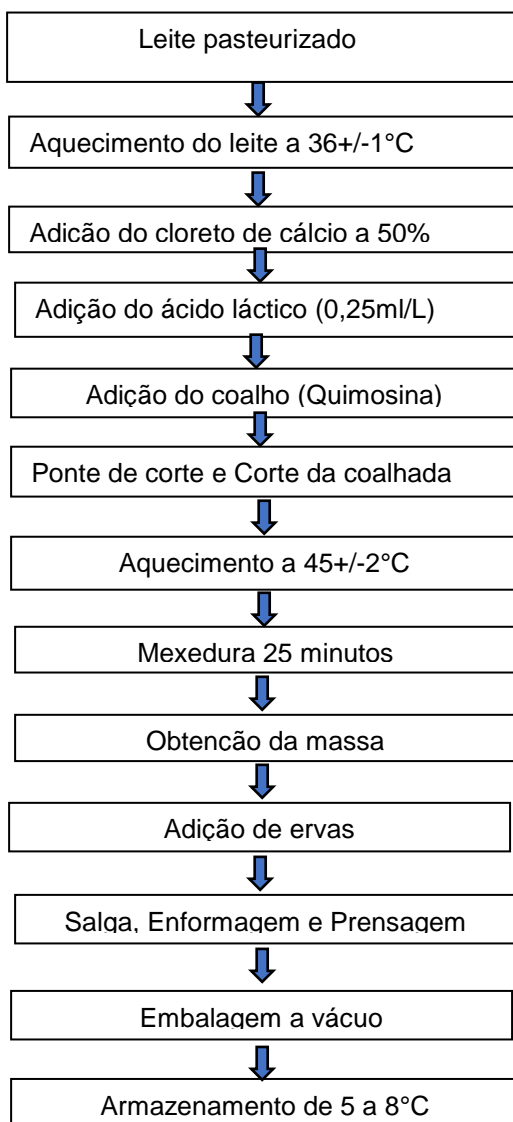 Leite pasteurizado
Aquecimento do leite a 36+/-1°C
Adição do cloreto de cálcio a 50%
Adição do ácido láctico (0,25ml/L)
Adição do coalho (Quimosina)
Ponte de corte e Corte da coalhada
Aquecimento a 45+/-2°C
Mexedura 25 minutos
Obtenção da massa
Adição de ervas
Salga, Enformagem e Prensagem
Embalagem a vácuo
Armazenamento de 5 a 8°C